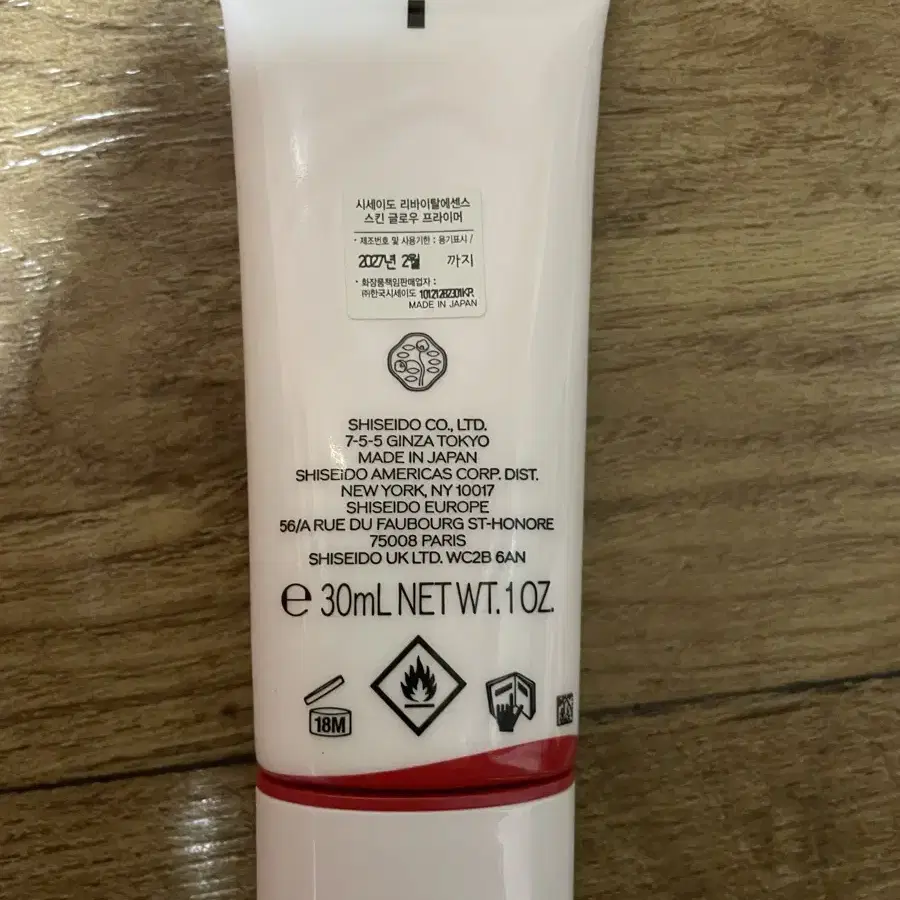 시세이도 리바이탈에센스
스킨 글로우 프라이머
· 제조번호 및 사용기한 : 용기표시 /
2027년 2월 까지
· 화장품책임판매업자 :
㈜한국시세이도 10121282301KP.
MADE IN JAPAN
SHISEIDO CO., LTD.
7-5-5 GINZA TOKYO
MADE IN JAPAN
SHISEIDO AMERICAS CORP. DIST.
NEW YORK, NY 10017
SHISEIDO EUROPE
56/A RUE DU FAUBOURG ST-HONORE
75008 PARIS
SHISEIDO UK LTD. WC2B 6AN
℮ 30mL NET WT. 1 OZ.
18M